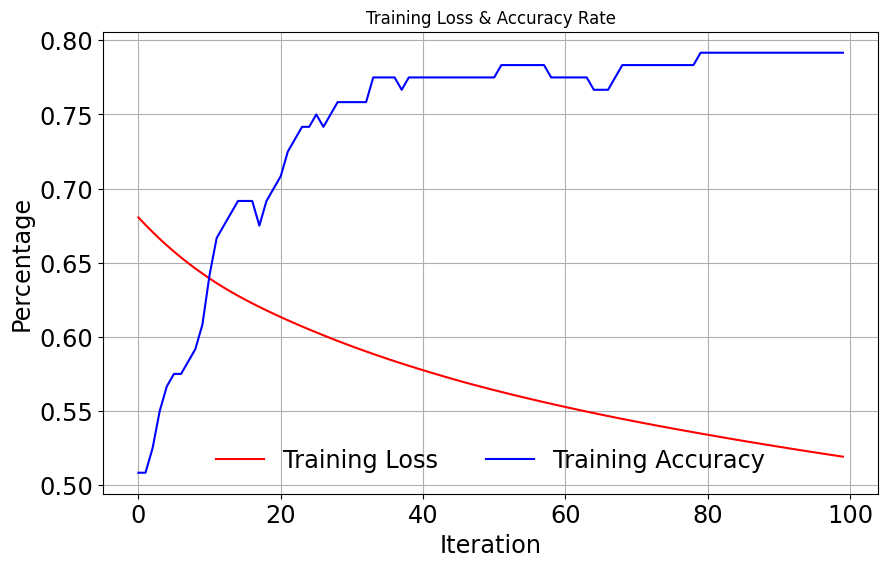 Training Loss & Accuracy Rate
Percentage
0.80
0.75
0.70
0.65
0.60
0.55
0.50
Training Loss Training Accuracy
0 20 40 60 80 100
Iteration